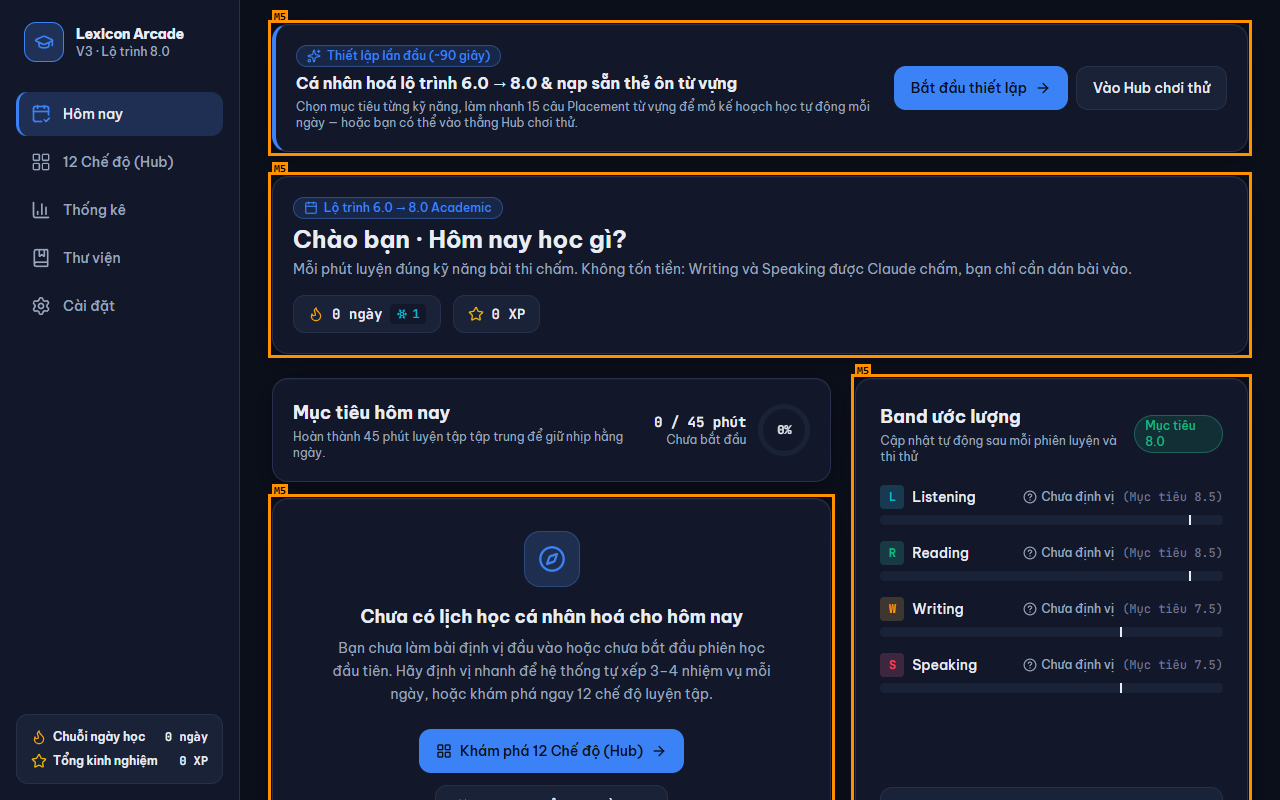 Lexicon Arcade
V3 · Lộ trình 8.0
Hôm nay
12 Chế độ (Hub)
Thống kê
Thư viện
Cài đặt
Chuỗi ngày học 0 ngày
Tổng kinh nghiệm 0 XP
M5
Thiết lập lần đầu (~90 giây)
Cá nhân hoá lộ trình 6.0 → 8.0 & nạp sẵn thẻ ôn từ vựng
Chọn mục tiêu từng kỹ năng, làm nhanh 15 câu Placement từ vựng để mở kế hoạch học tự động mỗi
ngày — hoặc bạn có thể vào thẳng Hub chơi thử.
Bắt đầu thiết lập →
Vào Hub chơi thử
M5
Lộ trình 6.0 → 8.0 Academic
Chào bạn · Hôm nay học gì?
Mỗi phút luyện đúng kỹ năng bài thi chấm. Không tốn tiền: Writing và Speaking được Claude chấm, bạn chỉ cần dán bài vào.
0 ngày 1
0 XP
Mục tiêu hôm nay
Hoàn thành 45 phút luyện tập tập trung để giữ nhịp hằng
ngày.
0 / 45 phút
Chưa bắt đầu
0%
M5
Chưa có lịch học cá nhân hoá cho hôm nay
Bạn chưa làm bài định vị đầu vào hoặc chưa bắt đầu phiên học
đầu tiên. Hãy định vị nhanh để hệ thống tự xếp 3–4 nhiệm vụ mỗi
ngày, hoặc khám phá ngay 12 chế độ luyện tập.
Khám phá 12 Chế độ (Hub) →
M5
Band ước lượng
Cập nhật tự động sau mỗi phiên luyện và
thi thử
Mục tiêu
8.0
L Listening Chưa định vị (Mục tiêu 8.5)
R Reading Chưa định vị (Mục tiêu 8.5)
W Writing Chưa định vị (Mục tiêu 7.5)
S Speaking Chưa định vị (Mục tiêu 7.5)